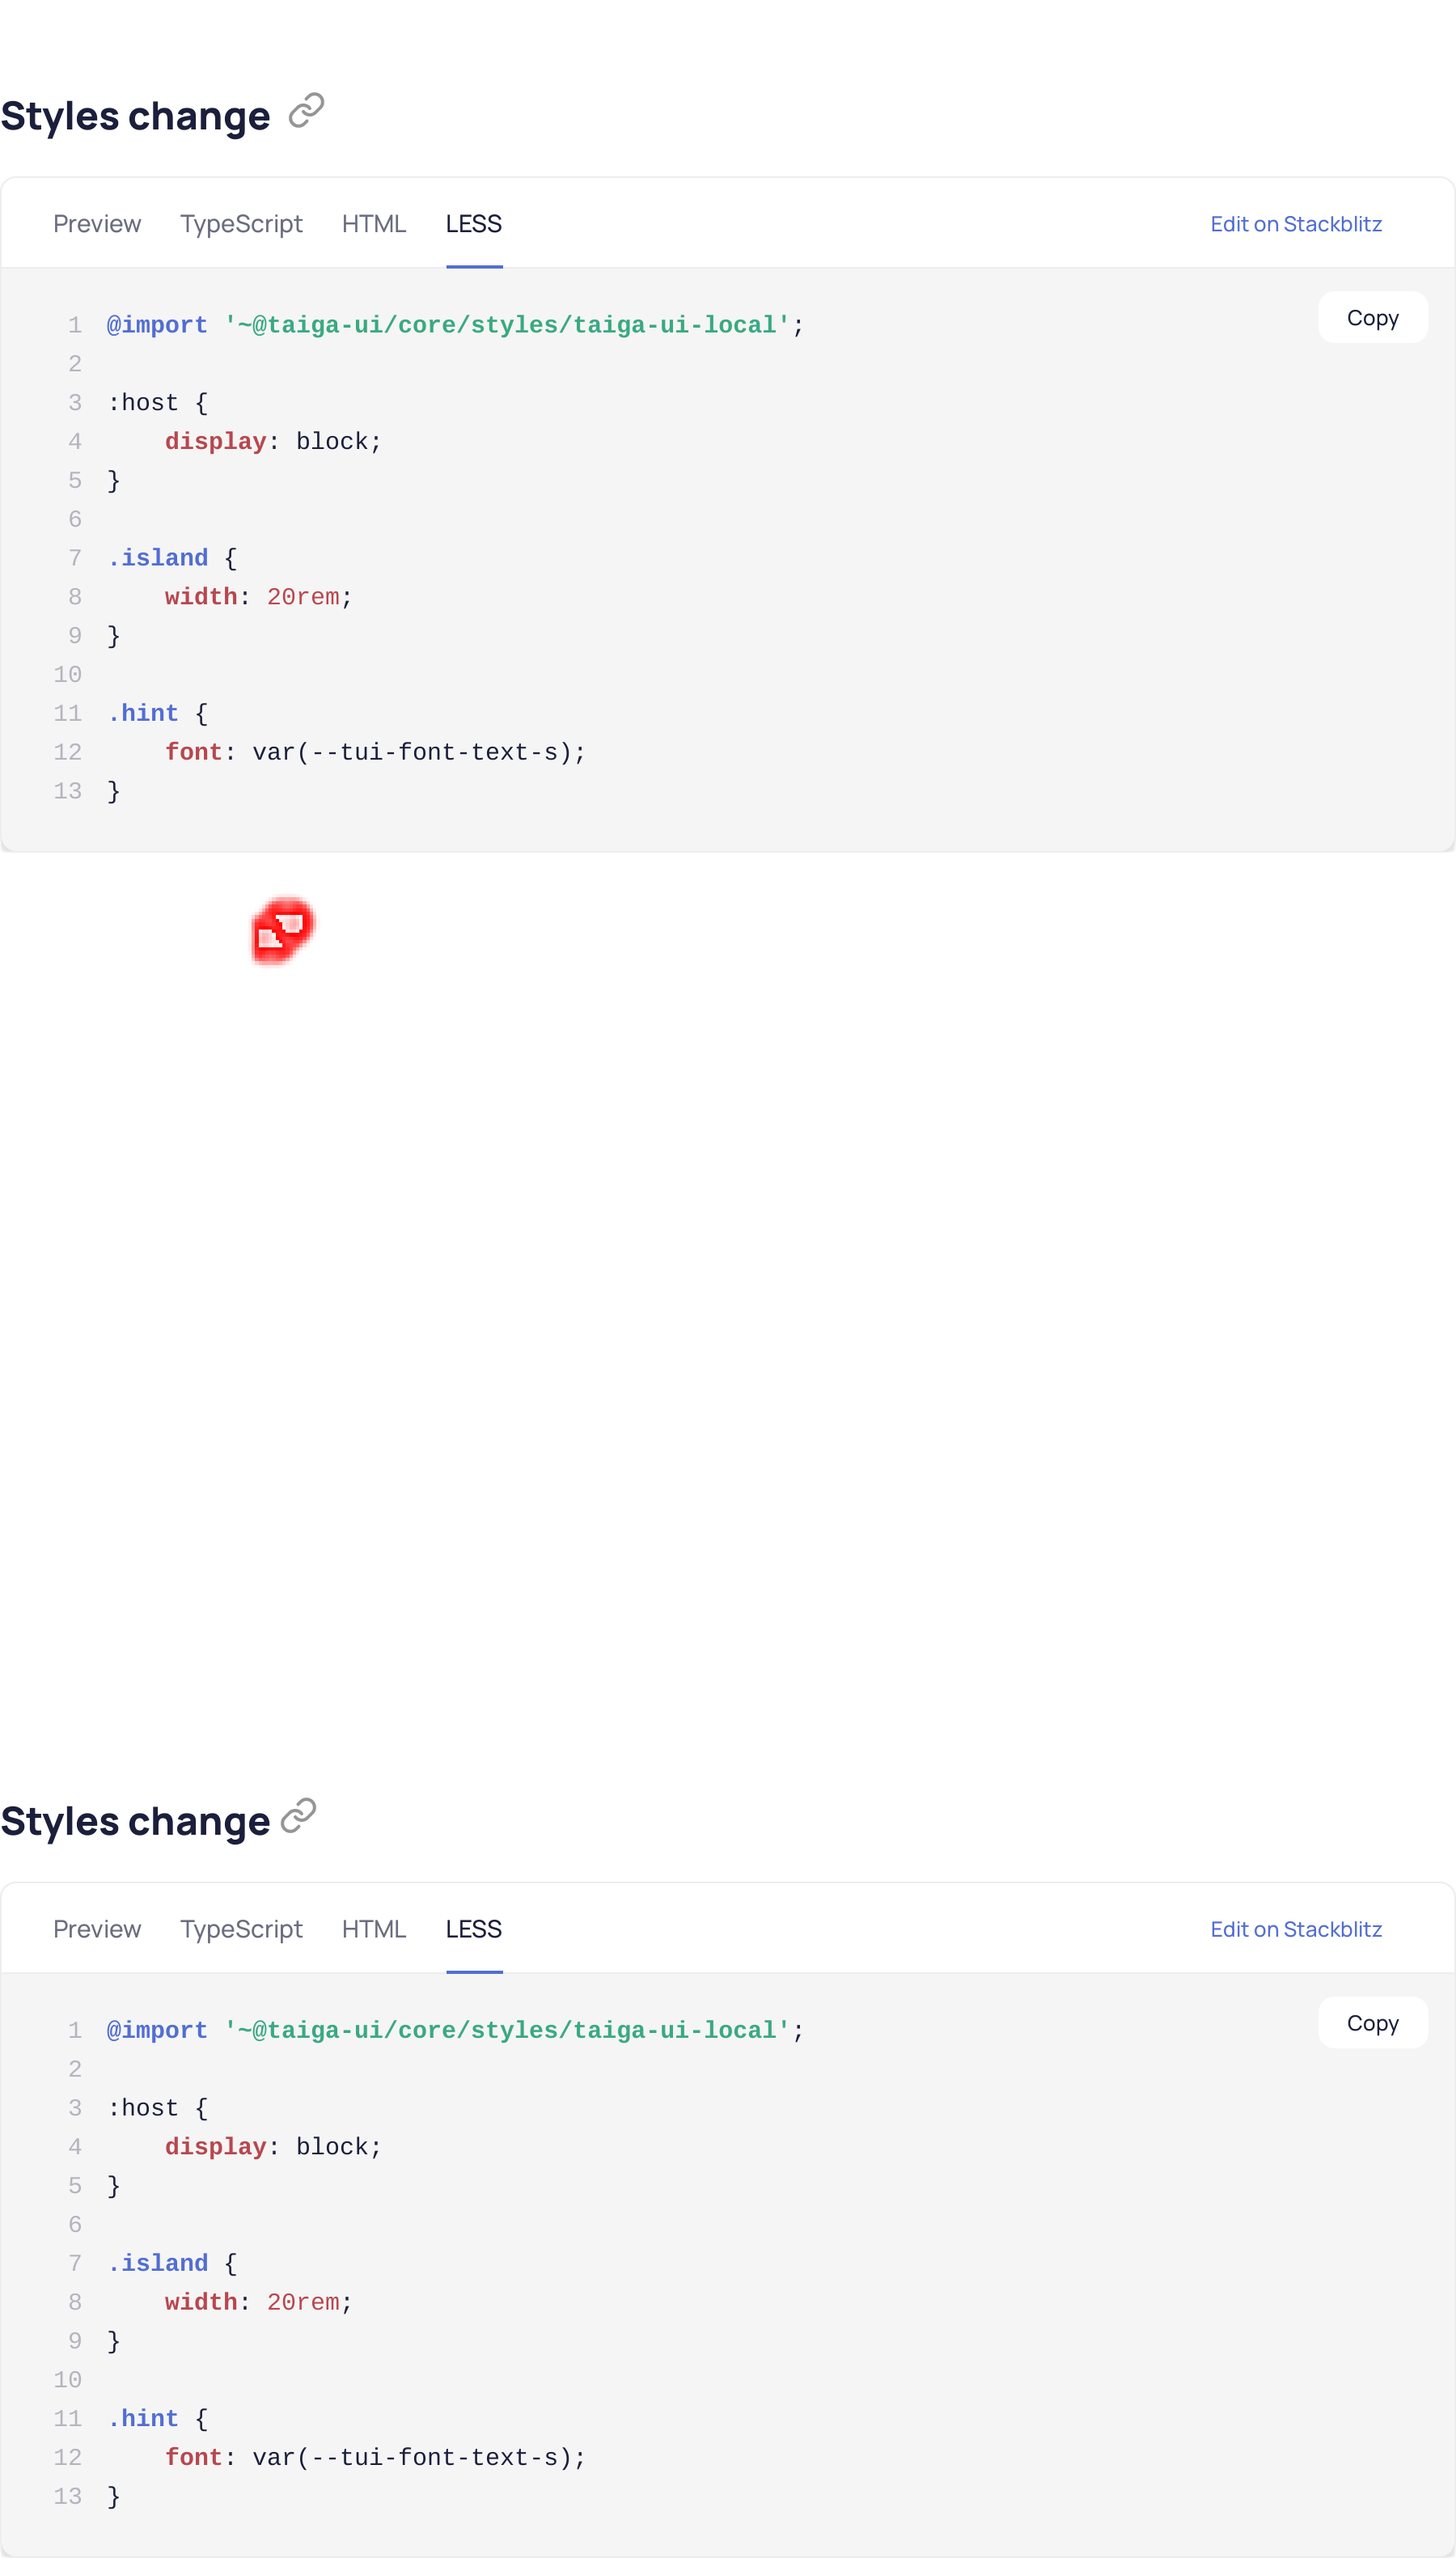 Styles change
Preview TypeScript HTML LESS Edit on Stackblitz
Copy
1 @import '~@taiga-ui/core/styles/taiga-ui-local';
2
3 :host {
4     display: block;
5 }
6
7 .island {
8     width: 20rem;
9 }
10
11 .hint {
12     font: var(--tui-font-text-s);
13 }
Styles change
Preview TypeScript HTML LESS Edit on Stackblitz
Copy
1 @import '~@taiga-ui/core/styles/taiga-ui-local';
2
3 :host {
4     display: block;
5 }
6
7 .island {
8     width: 20rem;
9 }
10
11 .hint {
12     font: var(--tui-font-text-s);
13 }